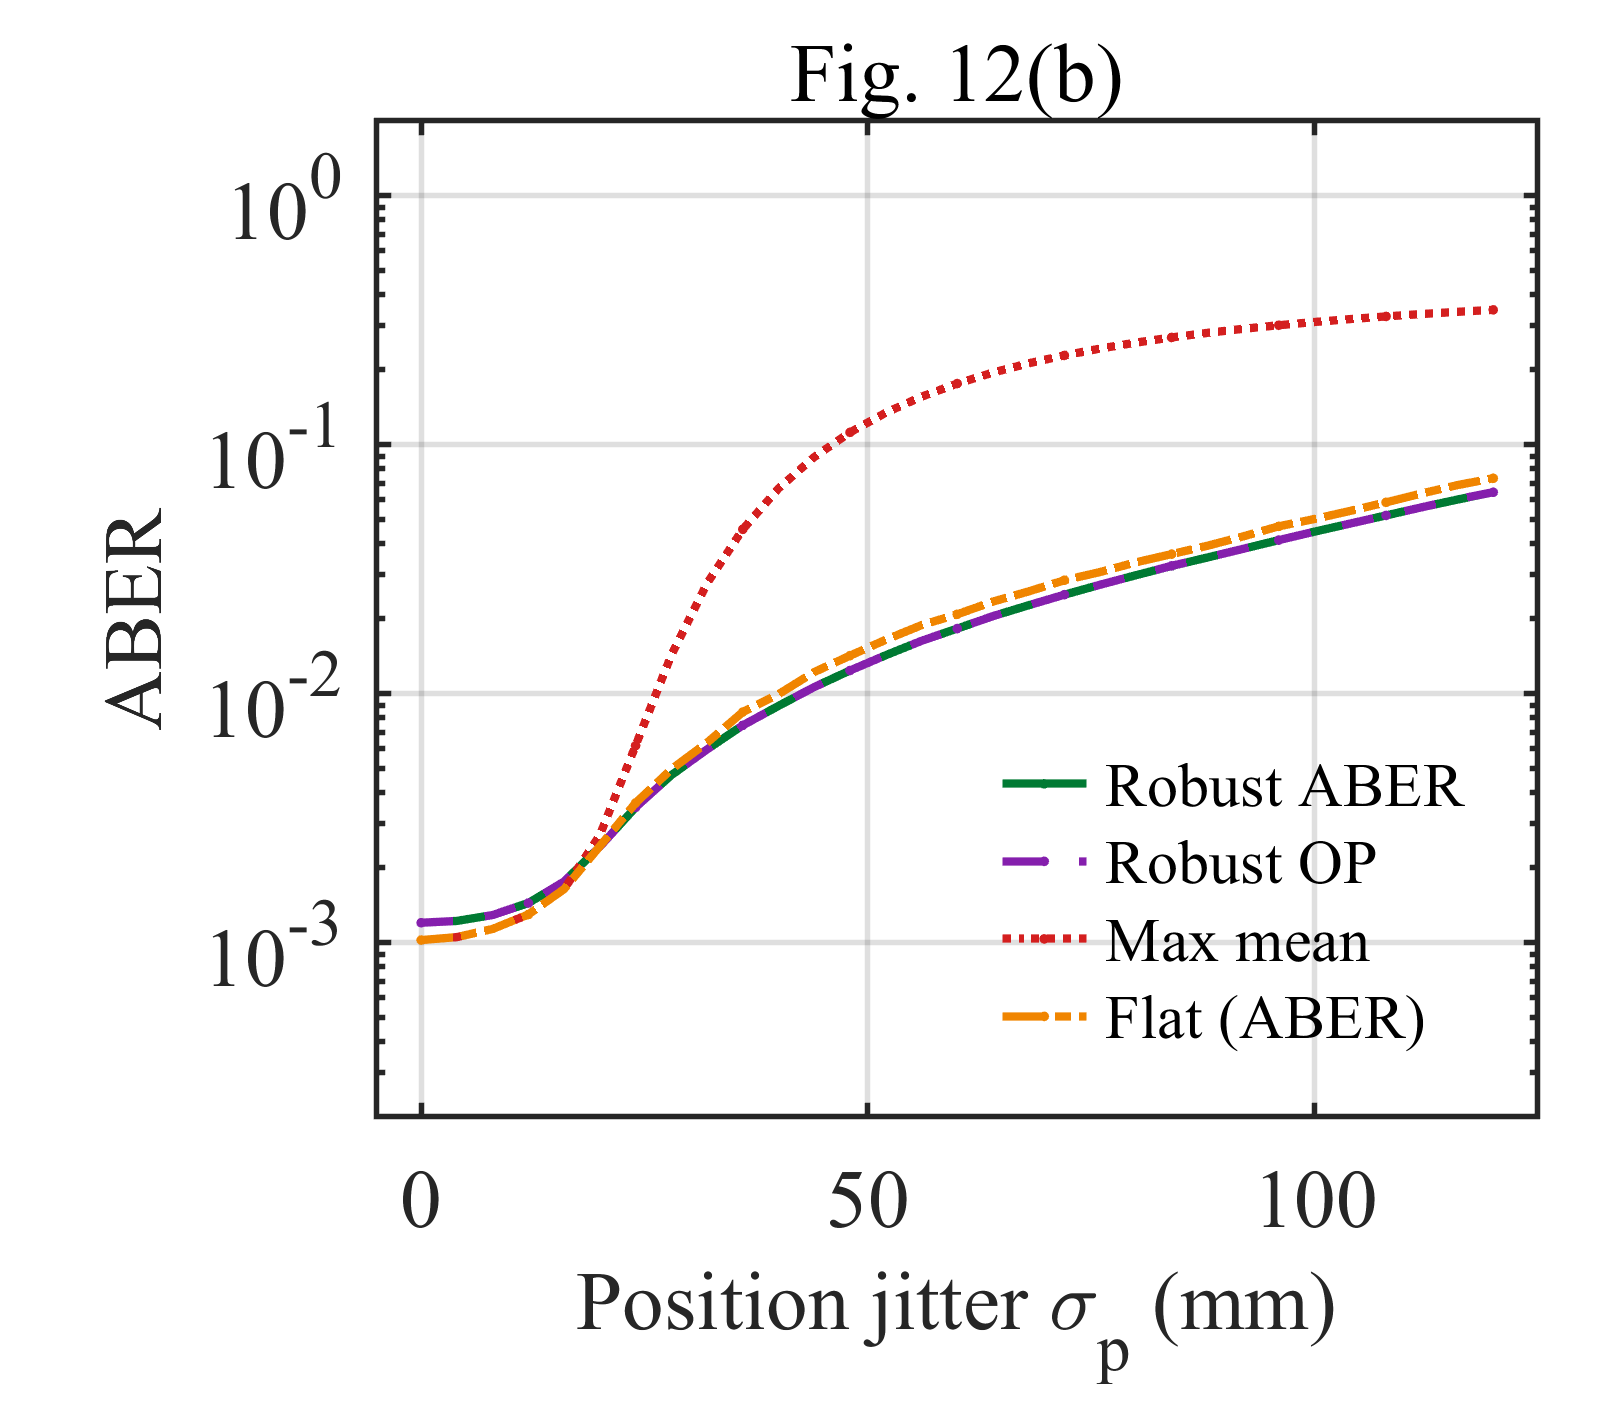 Fig. 12(b)
10^0
10^-1
10^-2
10^-3
ABER
Robust ABER
Robust OP
Max mean
Flat (ABER)
0 50 100
Position jitter σ_p (mm)